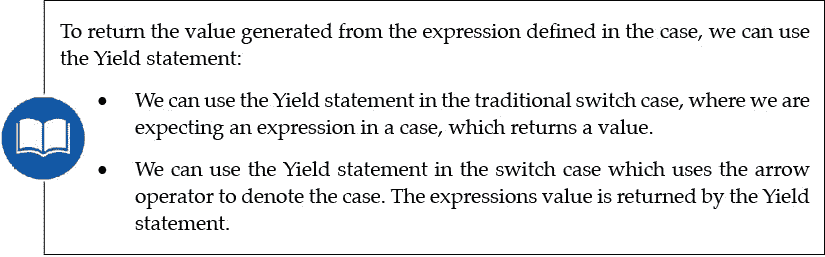 To return the value generated from the expression defined in the case, we can use
the Yield statement:
• We can use the Yield statement in the traditional switch case, where we are
expecting an expression in a case, which returns a value.
• We can use the Yield statement in the switch case which uses the arrow
operator to denote the case. The expressions value is returned by the Yield
statement.